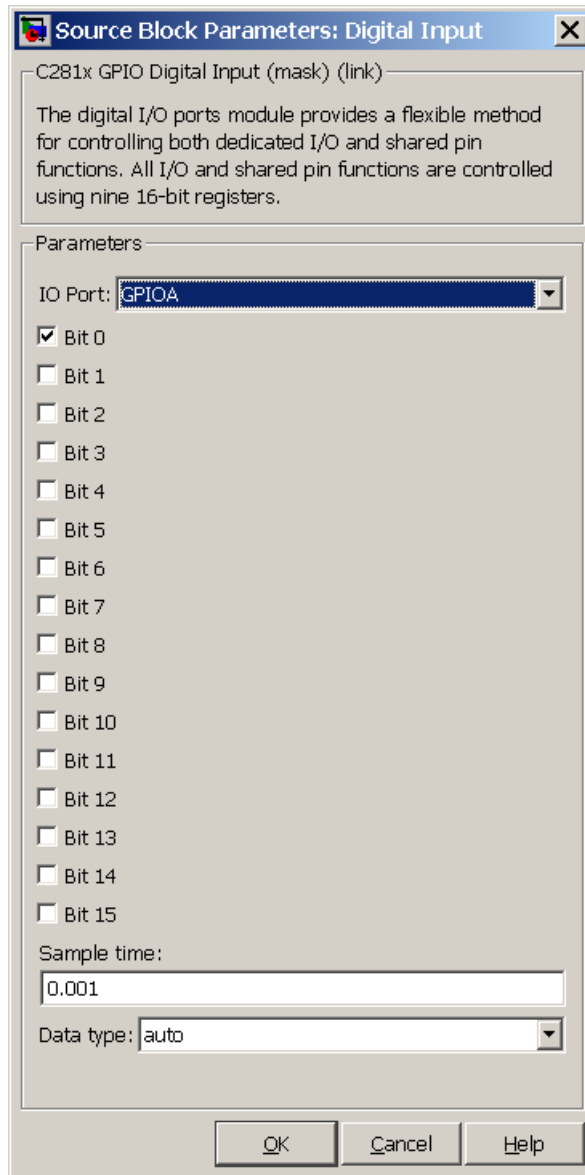 Source Block Parameters: Digital Input
C281x GPIO Digital Input (mask) (link)
The digital I/O ports module provides a flexible method
for controlling both dedicated I/O and shared pin
functions. All I/O and shared pin functions are controlled
using nine 16-bit registers.
Parameters
IO Port: GPIOA
Bit 0
Bit 1
Bit 2
Bit 3
Bit 4
Bit 5
Bit 6
Bit 7
Bit 8
Bit 9
Bit 10
Bit 11
Bit 12
Bit 13
Bit 14
Bit 15
Sample time:
0.001
Data type: auto
OK Cancel Help